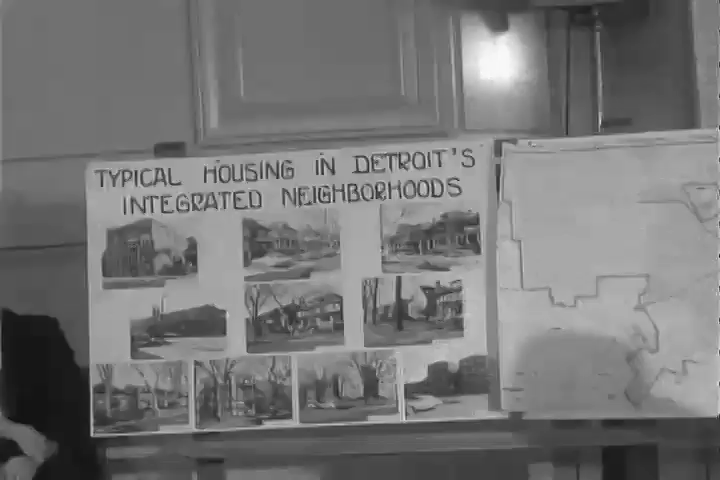 TYPICAL HOUSING IN DETROIT'S
INTEGRATED NEIGHBORHOODS